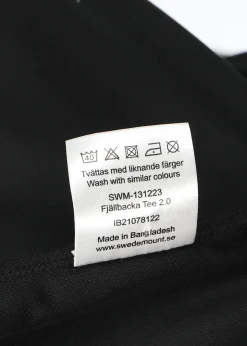 40
Tvättas med liknande färger
Wash with similar colours
SWM-131223
Fjällbacka Tee 2.0
IB21078122
Made in Bangladesh
www.swedemount.se